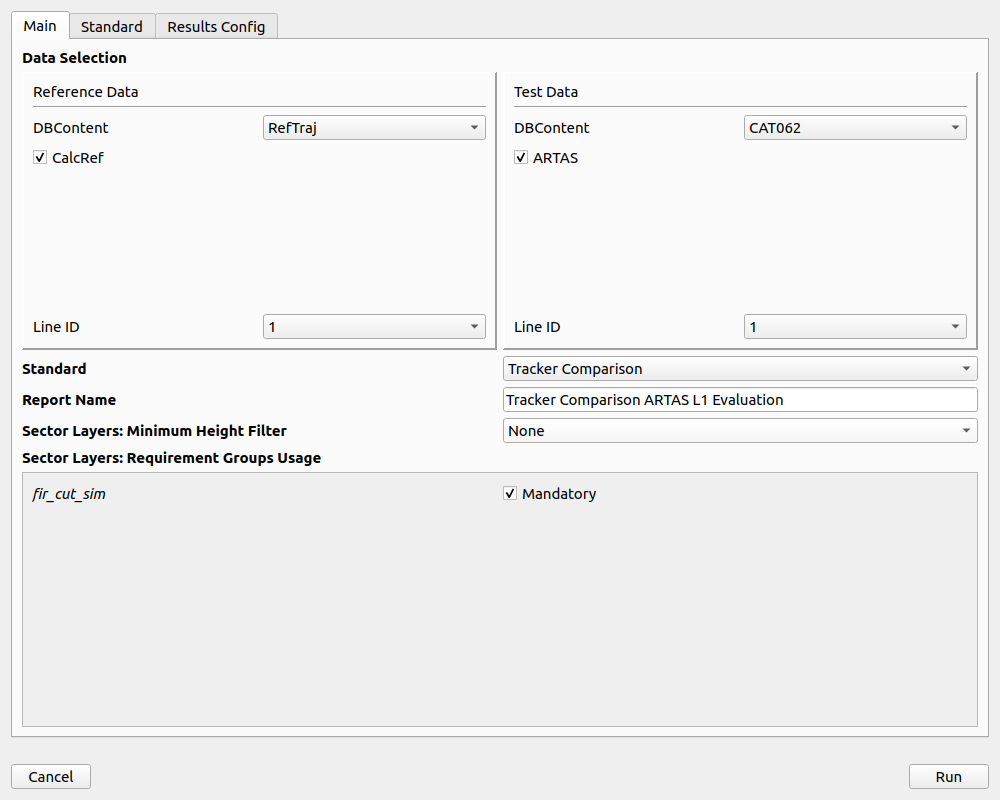 Main Standard Results Config
Data Selection
Reference Data
DBContent RefTraj
CalcRef
Line ID 1
Test Data
DBContent CAT062
ARTAS
Line ID 1
Standard Tracker Comparison
Report Name Tracker Comparison ARTAS L1 Evaluation
Sector Layers: Minimum Height Filter None
Sector Layers: Requirement Groups Usage
fir_cut_sim Mandatory
Cancel Run